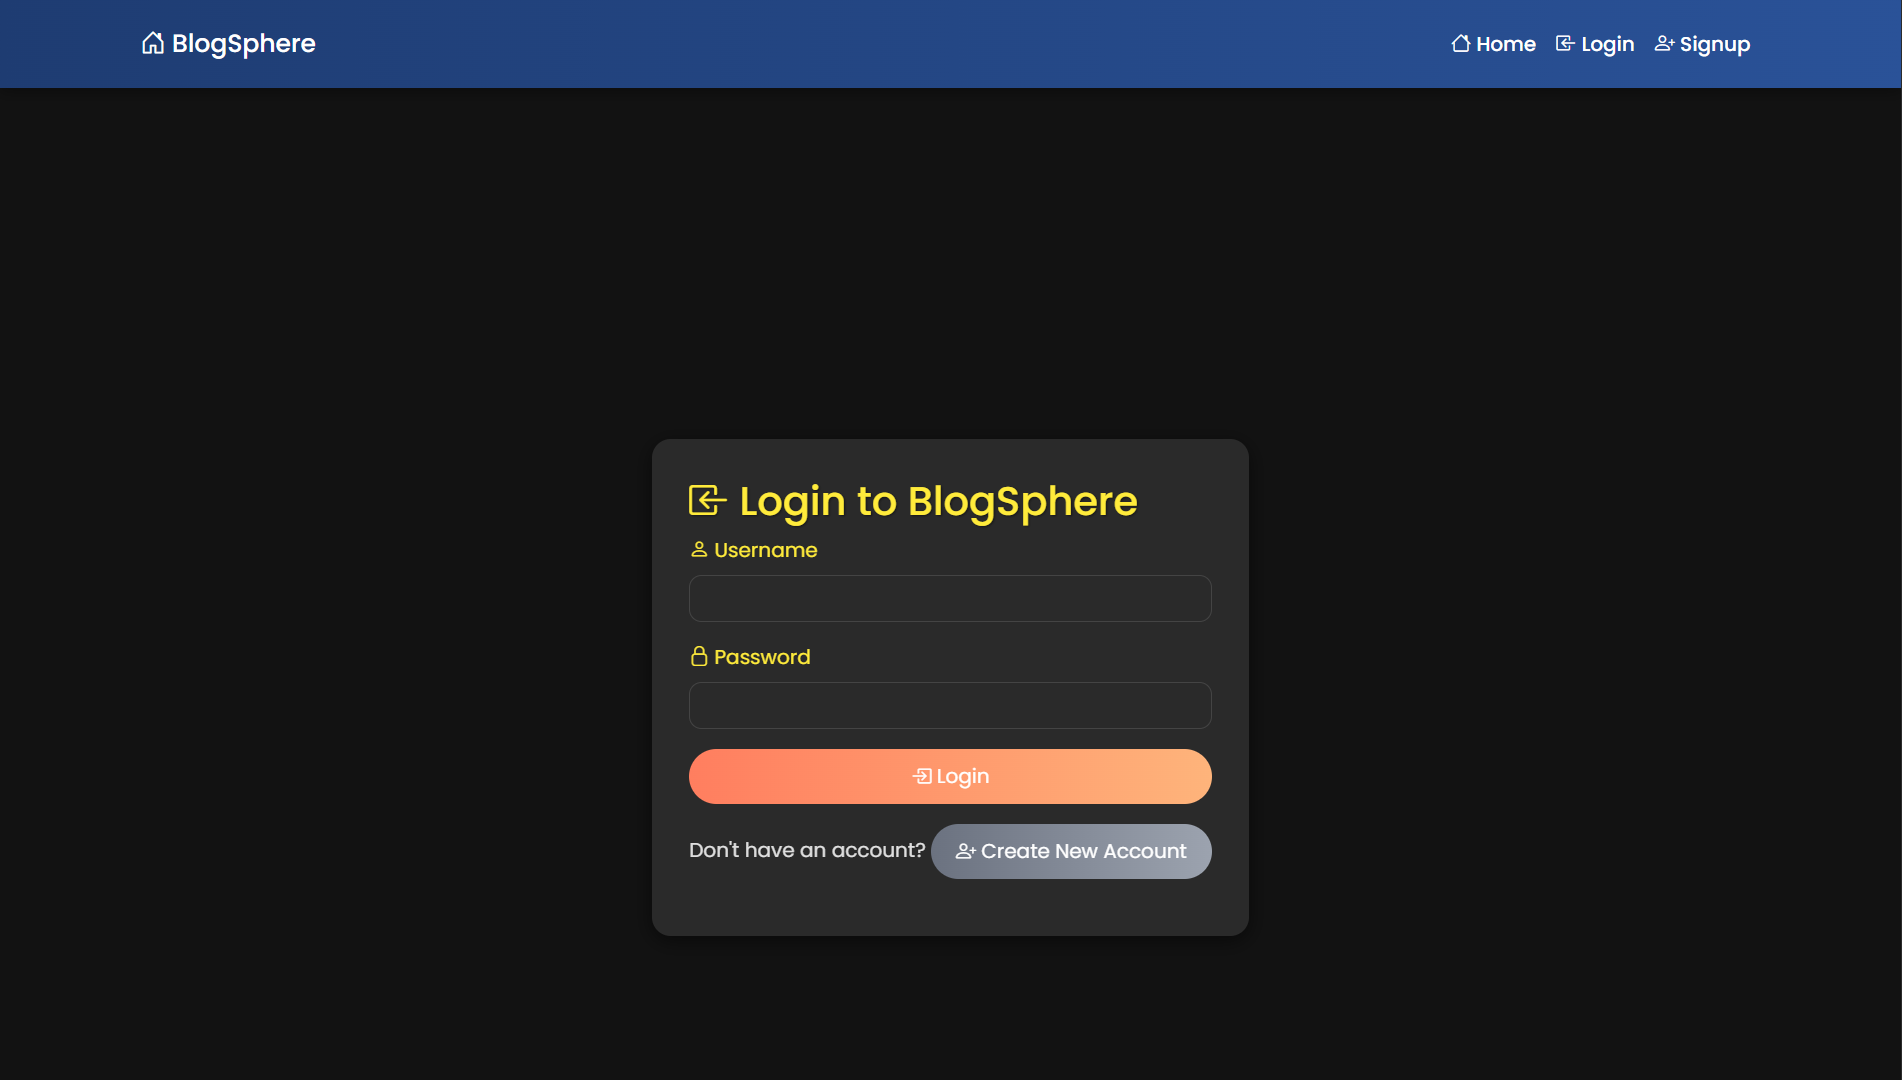 BlogSphere
Home Login Signup
Login to BlogSphere
Username
Password
Login
Don't have an account? Create New Account